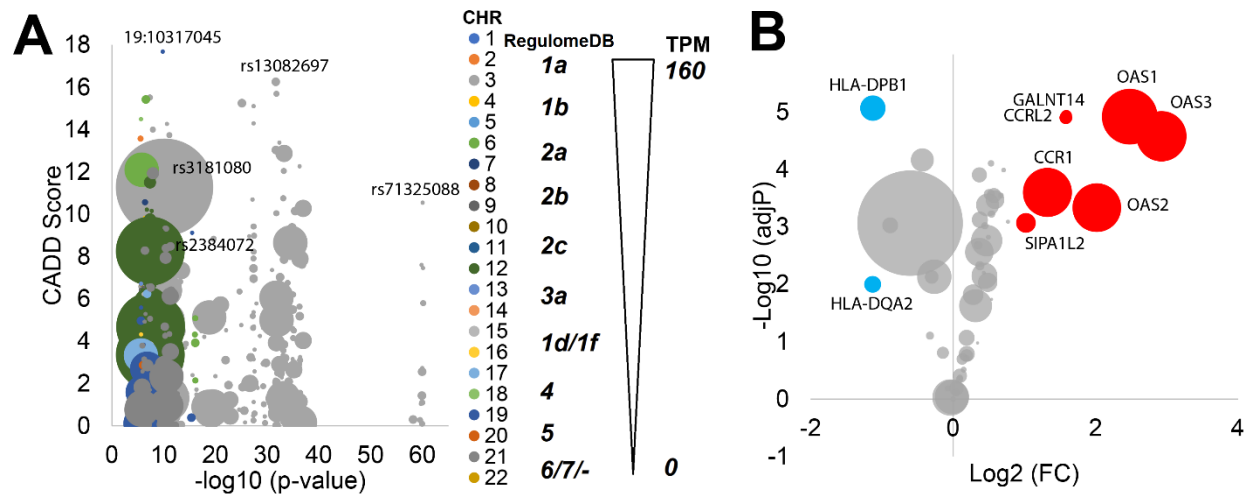 A
CADD Score
18
16
14
12
10
8
6
4
2
0
19:10317045
rs13082697
rs3181080
rs71325088
rs2384072
0 10 20 30 40 50 60
-log10 (p-value)
CHR
1
2
3
4
5
6
7
8
9
10
11
12
13
14
15
16
17
18
19
20
21
22
RegulomeDB
1a
1b
2a
2b
2c
3a
1d/1f
4
5
6/7/-
TPM
160
0
B
-Log10 (adjP)
5
4
3
2
1
0
-1
HLA-DPB1
GALNT14
CCRL2
OAS1
OAS3
CCR1
OAS2
SIPA1L2
HLA-DQA2
-2 0 2 4
Log2 (FC)